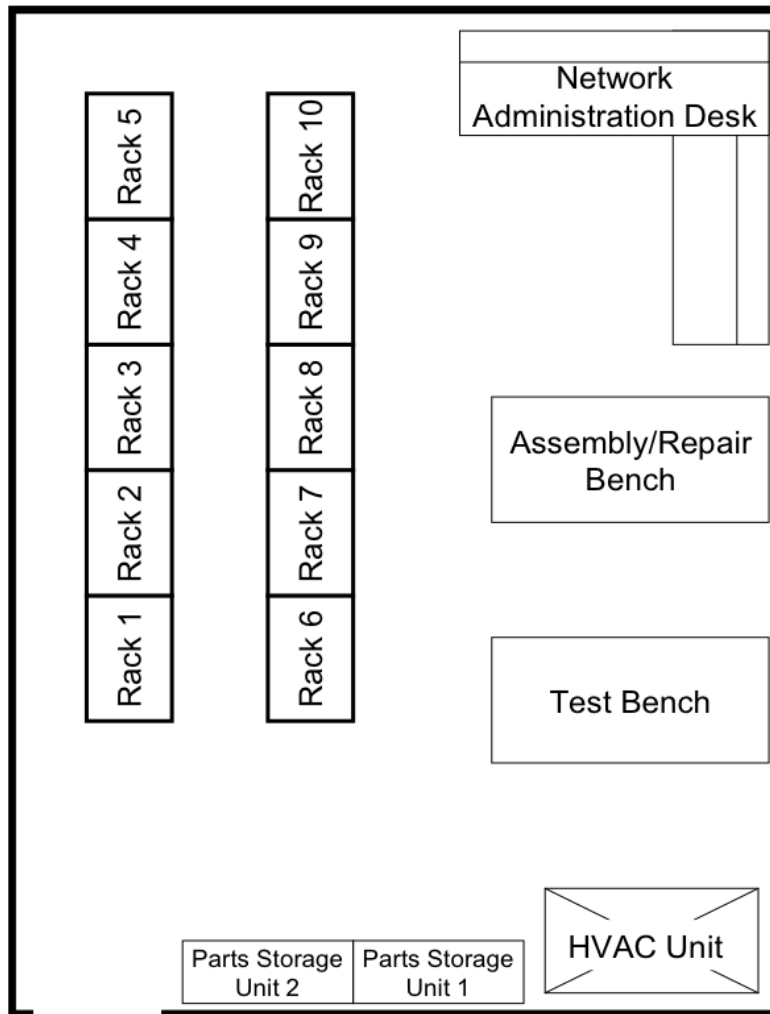 Network
Administration Desk
Rack 5
Rack 10
Rack 4
Rack 9
Rack 3
Rack 8
Assembly/Repair
Bench
Rack 2
Rack 7
Rack 1
Rack 6
Test Bench
HVAC Unit
Parts Storage
Unit 2
Parts Storage
Unit 1